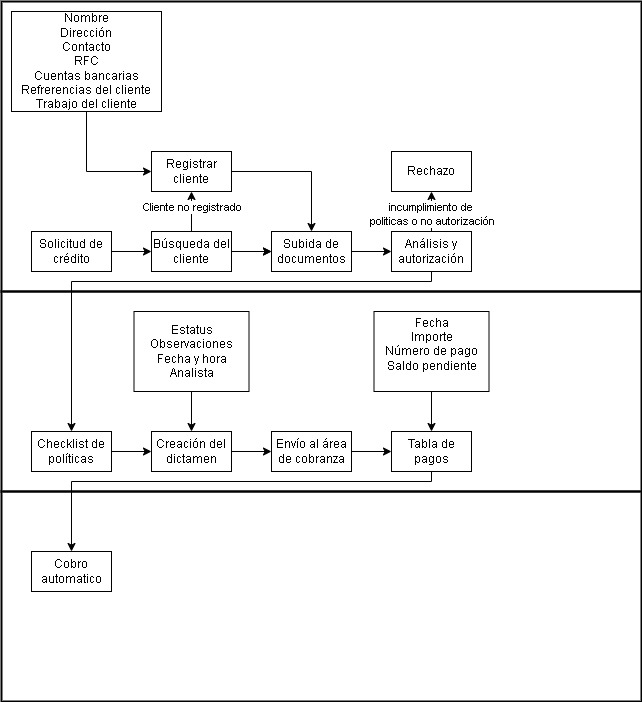 Nombre
Dirección
Contacto
RFC
Cuentas bancarias
Refrerencias del cliente
Trabajo del cliente
Registrar
cliente
Rechazo
Cliente no registrado
incumplimiento de
politicas o no autorización
Solicitud de
crédito
Búsqueda del
cliente
Subida de
documentos
Análisis y
autorización
Estatus
Observaciones
Fecha y hora
Analista
Fecha
Importe
Número de pago
Saldo pendiente
Checklist de
políticas
Creación del
dictamen
Envío al área
de cobranza
Tabla de
pagos
Cobro
automatico